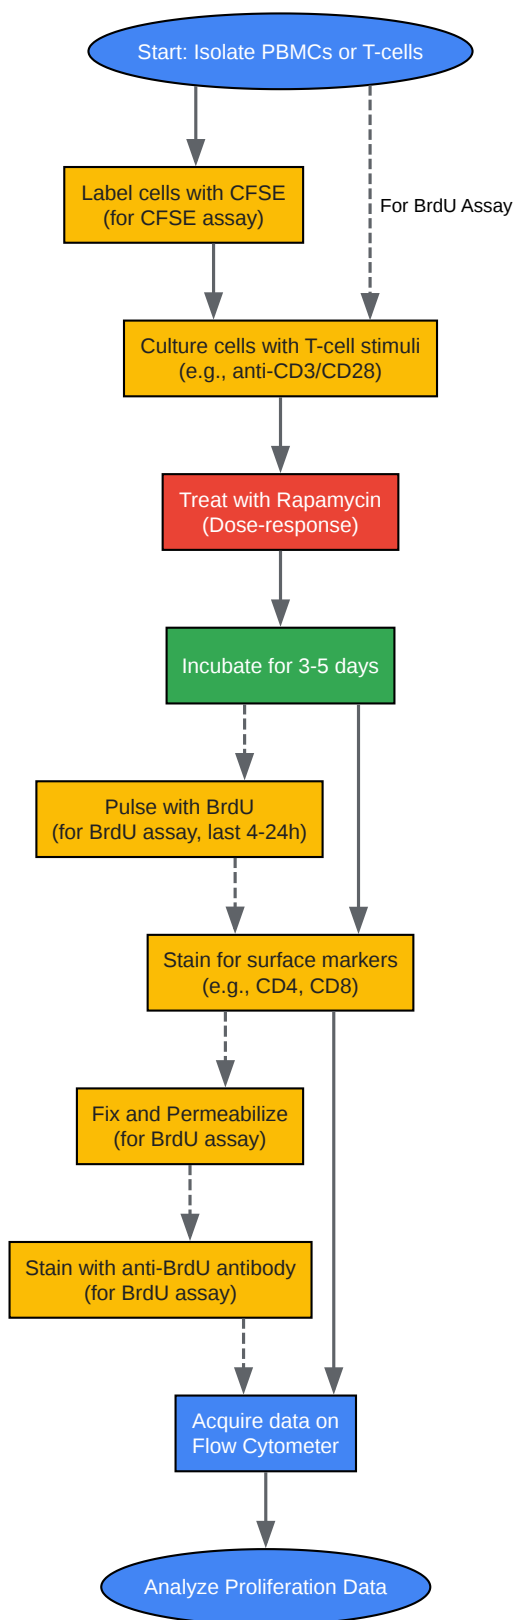 Start: Isolate PBMCs or T-cells
Label cells with CFSE
(for CFSE assay)
For BrdU Assay
Culture cells with T-cell stimuli
(e.g., anti-CD3/CD28)
Treat with Rapamycin
(Dose-response)
Incubate for 3-5 days
Pulse with BrdU
(for BrdU assay, last 4-24h)
Stain for surface markers
(e.g., CD4, CD8)
Fix and Permeabilize
(for BrdU assay)
Stain with anti-BrdU antibody
(for BrdU assay)
Acquire data on
Flow Cytometer
Analyze Proliferation Data